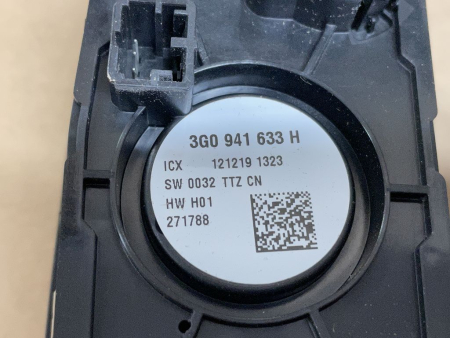 3G0 941 633 H
ICX 121219 1323
SW 0032 TTZ CN
HW H01
271788